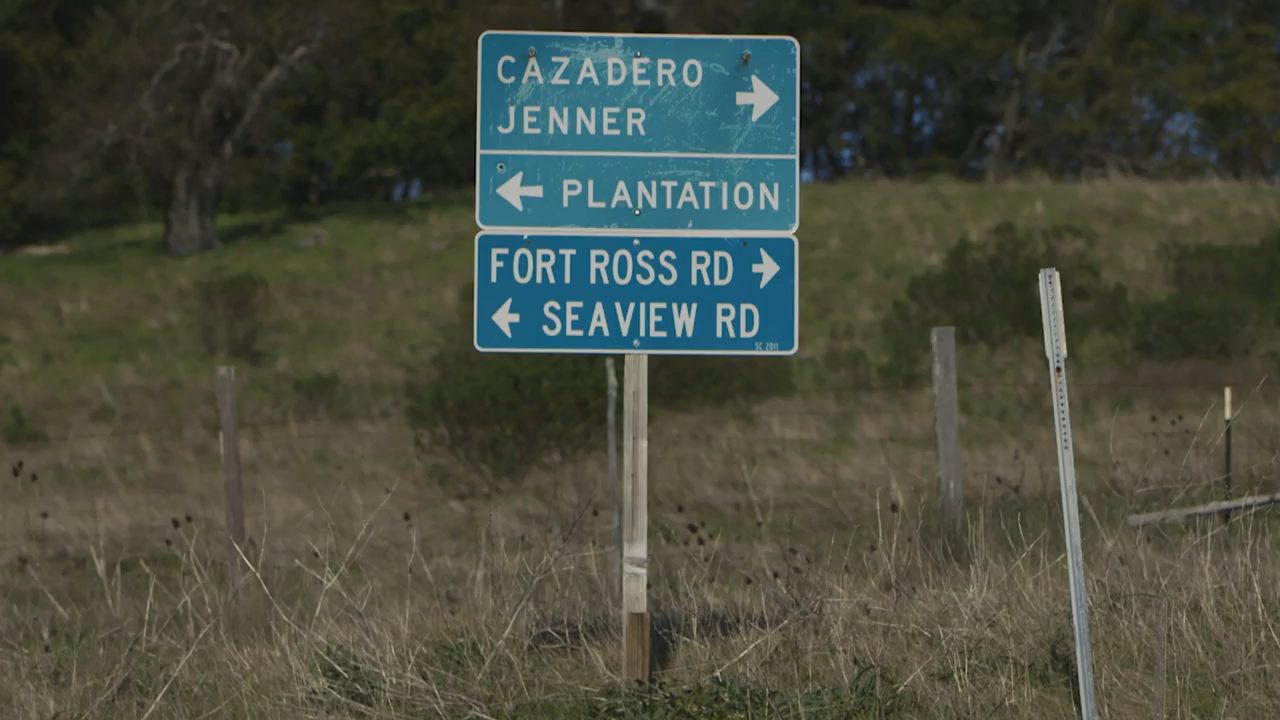 CAZADERO
JENNER
PLANTATION
FORT ROSS RD
SEAVIEW RD
SC 2011